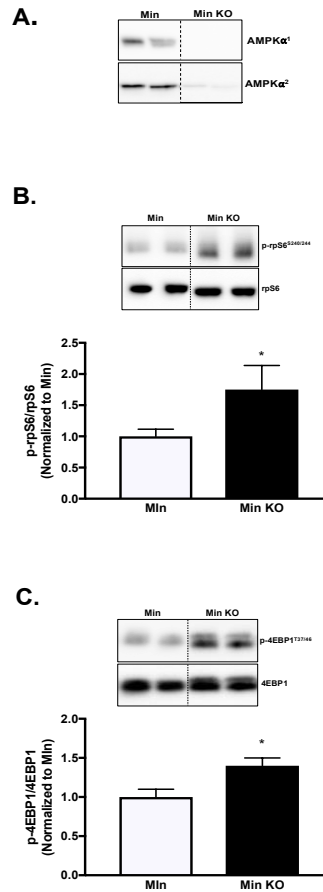 A.
Min Min KO
AMPKα¹
AMPKα²
B.
Min Min KO
p-rpS6S240/244
rpS6
p-rpS6/rpS6
(Normalized to Min)
2.5
2.0
1.5
1.0
0.5
0.0
*
MIn Min KO
C.
Min Min KO
p-4EBP1T37/46
4EBP1
p-4EBP1/4EBP1
(Normalized to MIn)
2.0
1.5
1.0
0.5
0.0
*
MIn Min KO